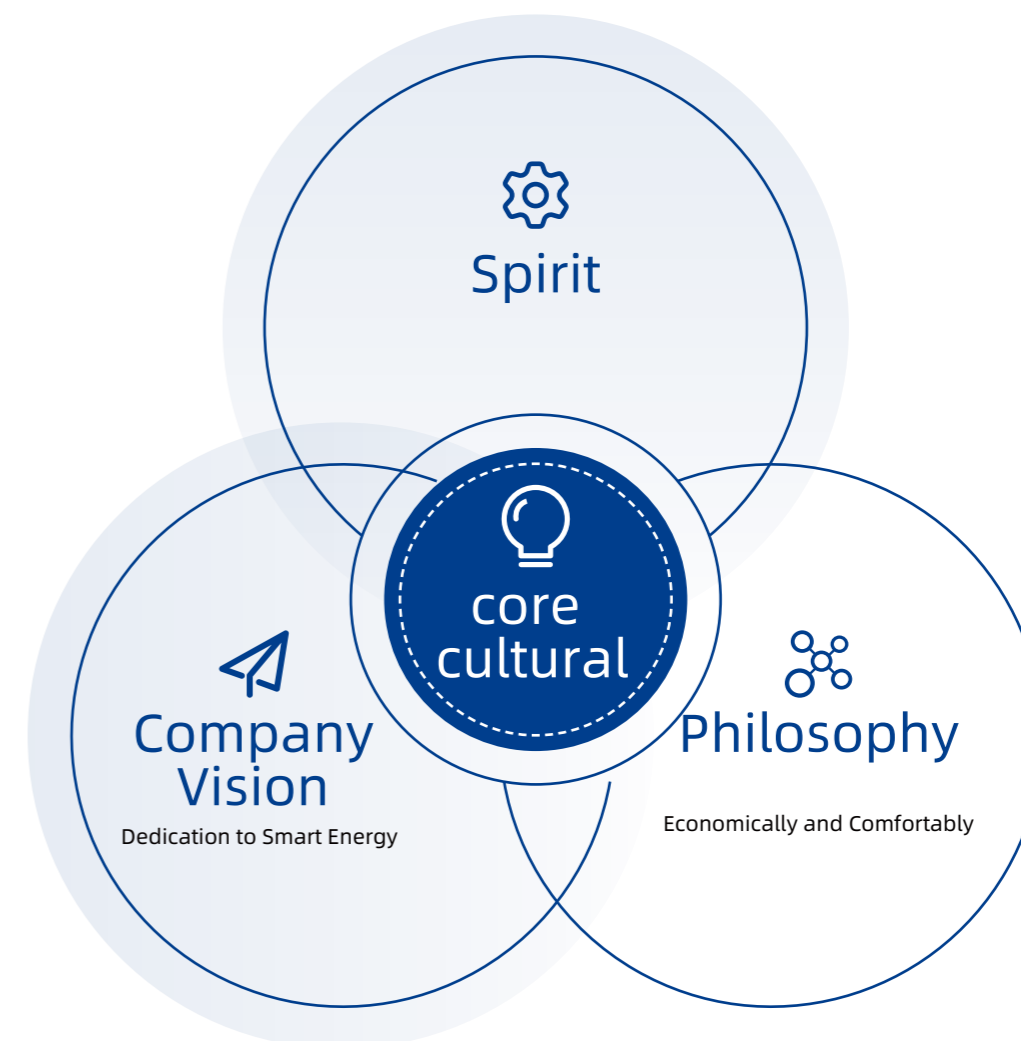 Spirit
core
cultural
Company
Vision
Dedication to Smart Energy
Philosophy
Economically and Comfortably